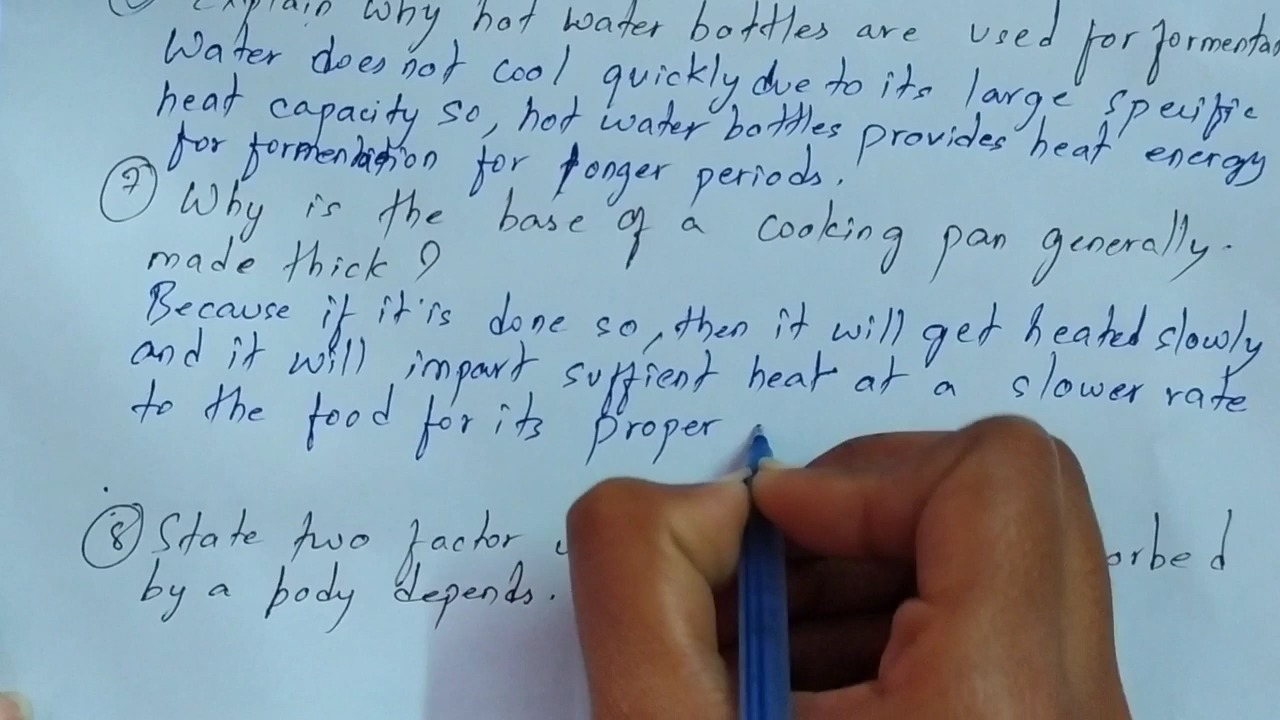 Explain why hot water bottles are used for formentat
Water does not cool quickly due to its large specific
heat capacity so, hot water bottles provides heat energy
for formentation for longer periods.
7 Why is the base of a cooking pan generally.
made thick ?
Because if it is done so, then it will get heated slowly
and it will impart suffient heat at a slower rate
to the food for its proper
8 State two factor
orbed
by a body depends.